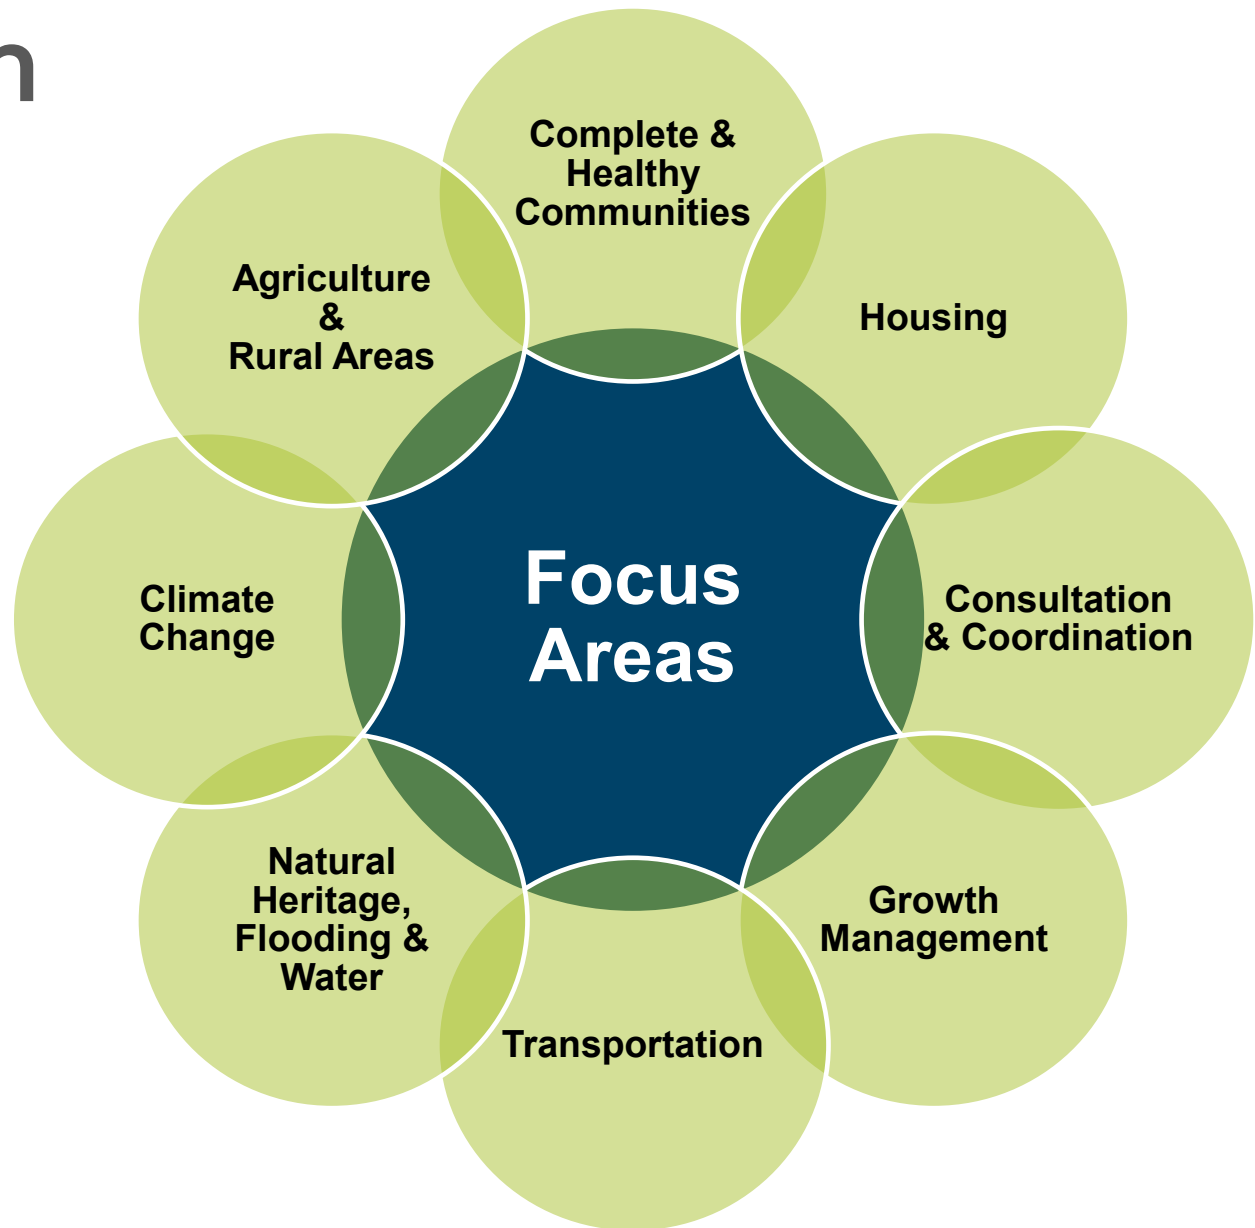 n
Complete &
Healthy
Communities
Housing
Consultation
& Coordination
Growth
Management
Transportation
Natural
Heritage,
Flooding &
Water
Climate
Change
Agriculture
&
Rural Areas
Focus
Areas